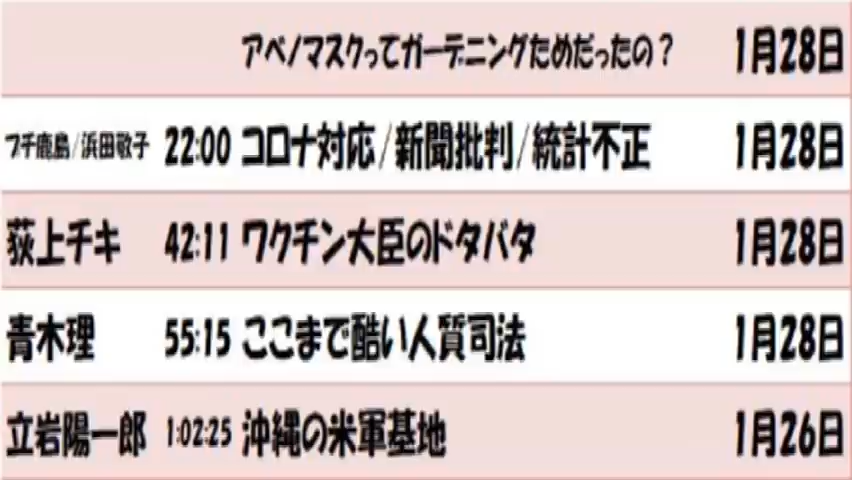 アベノマスクってガーデニングためだったの? 1月28日
プチ鹿島/浜田敬子 22:00 コロナ対応/新聞批判/統計不正 1月28日
荻上チキ 42:11 ワクチン大臣のドタバタ 1月28日
青木理 55:15 ここまで酷い人質司法 1月28日
立岩陽一郎 1:02:25 沖縄の米軍基地 1月26日